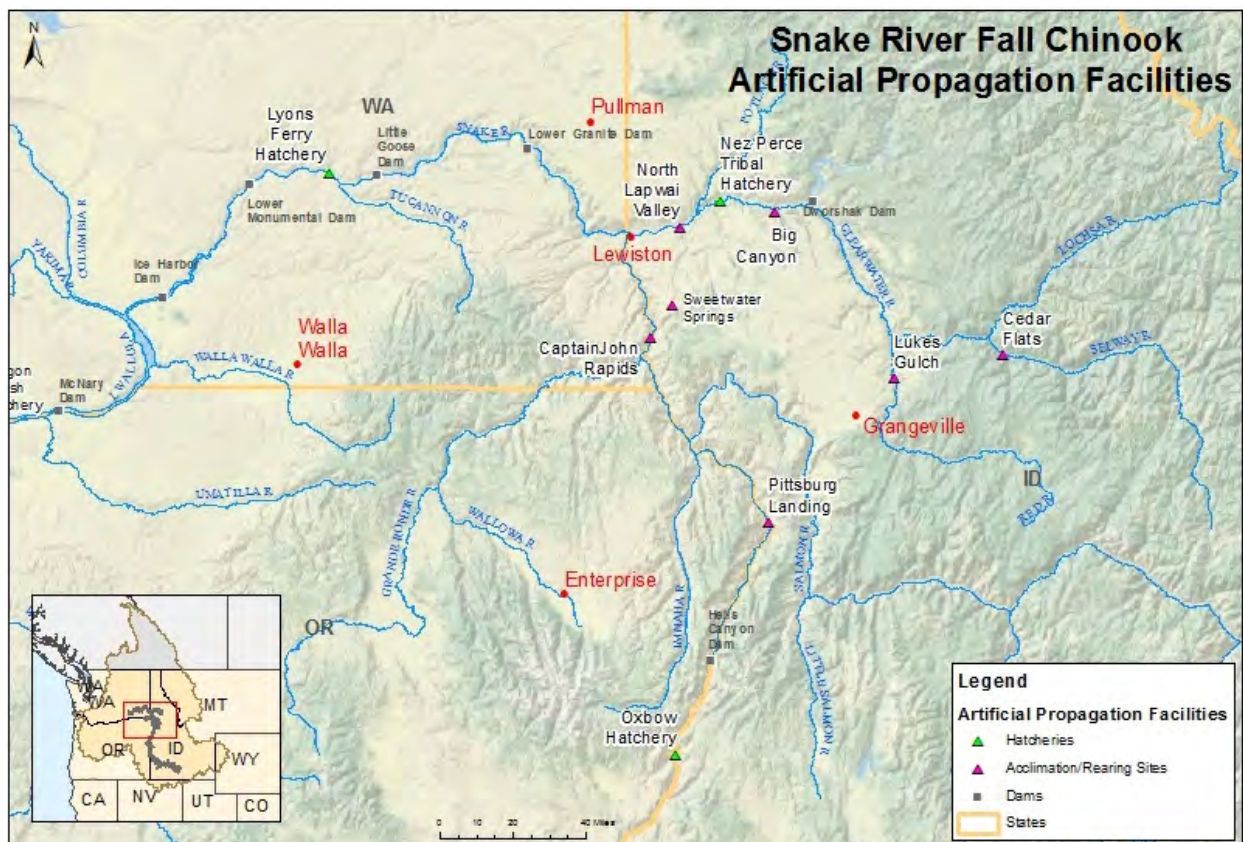 N
Snake River Fall Chinook
Artificial Propagation Facilities
WA
Pullman
Lyons
Ferry
Hatchery
Little
Goose
Dam
SNAKE R
Lower Granite Dam
POTLATCH R
Nez Perce
Tribal
Hatchery
North
Lapwai
Valley
Lower
Monumental Dam
TUCANNON R
Dworshak Dam
Big
Canyon
COLUMBIA R
YAKIMA R
Lewiston
CLEARWATER R
LOCHSA R
Ice Harbor
Dam
Sweetwater
Springs
Walla
Walla
Captain John
Rapids
Lukes
Gulch
Cedar
Flats
SELWAY R
L WALLULA
WALLA WALLA R
McNary
Dam
Grangeville
UMATILLA R
Pittsburg
Landing
ID
RED R
GRANDE RONDE R
WALLOWA R
SALMON R
Enterprise
IMNAHA R
OR
Hells
Canyon
Dam
LITTLE SALMON R
Oxbow
Hatchery
WA
WA
MT
OR
ID
WY
CA
NV
UT
CO
0 10 20 40 Miles
Legend
Artificial Propagation Facilities
Hatcheries
Acclimation/Rearing Sites
Dams
States